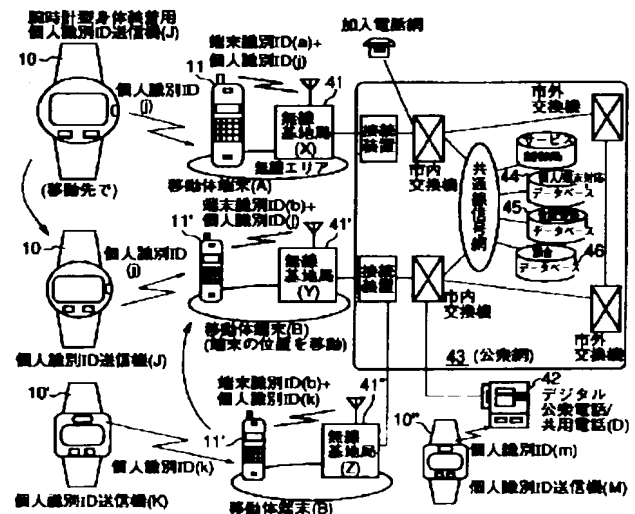 腕時計型身体装着用
個人識別ID送信機(J)
10
個人識別ID
(j)
(移動先で)
端末識別ID(a)+
個人識別ID(j)
11
41
無線
基地局
(X)
無線エリア
移動体端末(A)
加入電話網
接続
装置
市内
交換機
市外
交換機
共通線信号網
サービス
44
データベース
45
データベース
データベース
46
10
個人識別ID
(j)
個人識別ID送信機(J)
端末識別ID(b)+
個人識別ID(j)
11'
41'
無線
基地局
(Y)
移動体端末(B)
(端末の位置を移動)
接続
装置
市内
交換機
市外
交換機
43 (公衆網)
10'
個人識別ID(k)
個人識別ID送信機(K)
端末識別ID(b)+
個人識別ID(k)
11'
41"
無線
基地局
(Z)
移動体端末(B)
42
デジタル
公衆電話/
共用電話(D)
10"
個人識別ID(m)
個人識別ID送信機(M)